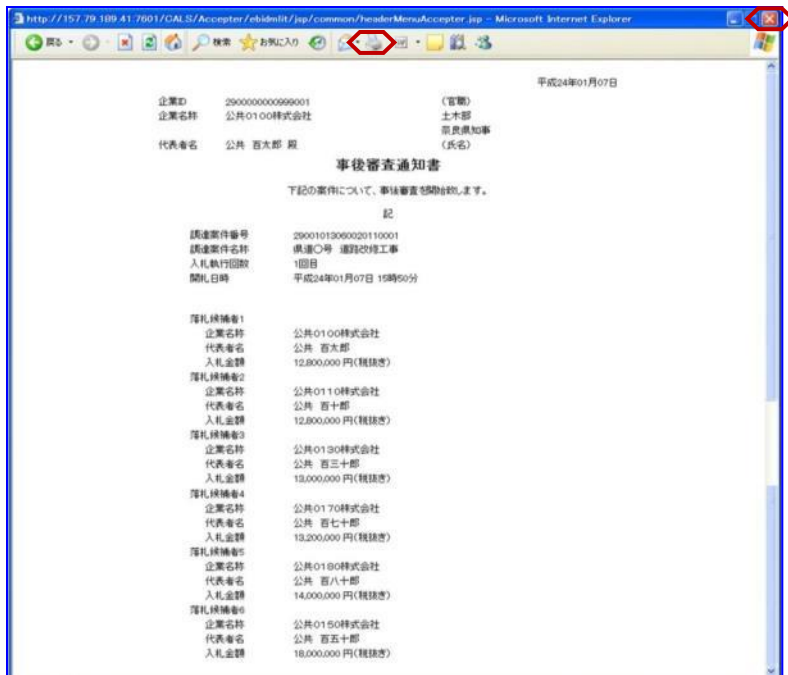 http://157.79.189.41:7601/CALS/Accepter/ebidmlit/jsp/common/headerMenuAccepter.jsp - Microsoft Internet Explorer
戻る 検索 お気に入り
平成24年01月07日
企業ID 2900000000999001 (官職)
企業名称 公共0100株式会社 土木部
奈良県知事
代表者名 公共 百太郎 殿 (氏名)
事後審査通知書
下記の案件について、事後審査を開始致します。
記
調達案件番号 29001013060020110001
調達案件名称 県道○号 道路改修工事
入札執行回数 1回目
開札日時 平成24年01月07日 15時50分
落札候補者1
企業名称 公共0100株式会社
代表者名 公共 百太郎
入札金額 12,800,000 円(税抜き)
落札候補者2
企業名称 公共0110株式会社
代表者名 公共 百十郎
入札金額 12,800,000 円(税抜き)
落札候補者3
企業名称 公共0130株式会社
代表者名 公共 百三十郎
入札金額 13,000,000 円(税抜き)
落札候補者4
企業名称 公共0170株式会社
代表者名 公共 百七十郎
入札金額 13,200,000 円(税抜き)
落札候補者5
企業名称 公共0180株式会社
代表者名 公共 百八十郎
入札金額 14,000,000 円(税抜き)
落札候補者6
企業名称 公共0150株式会社
代表者名 公共 百五十郎
入札金額 18,000,000 円(税抜き)